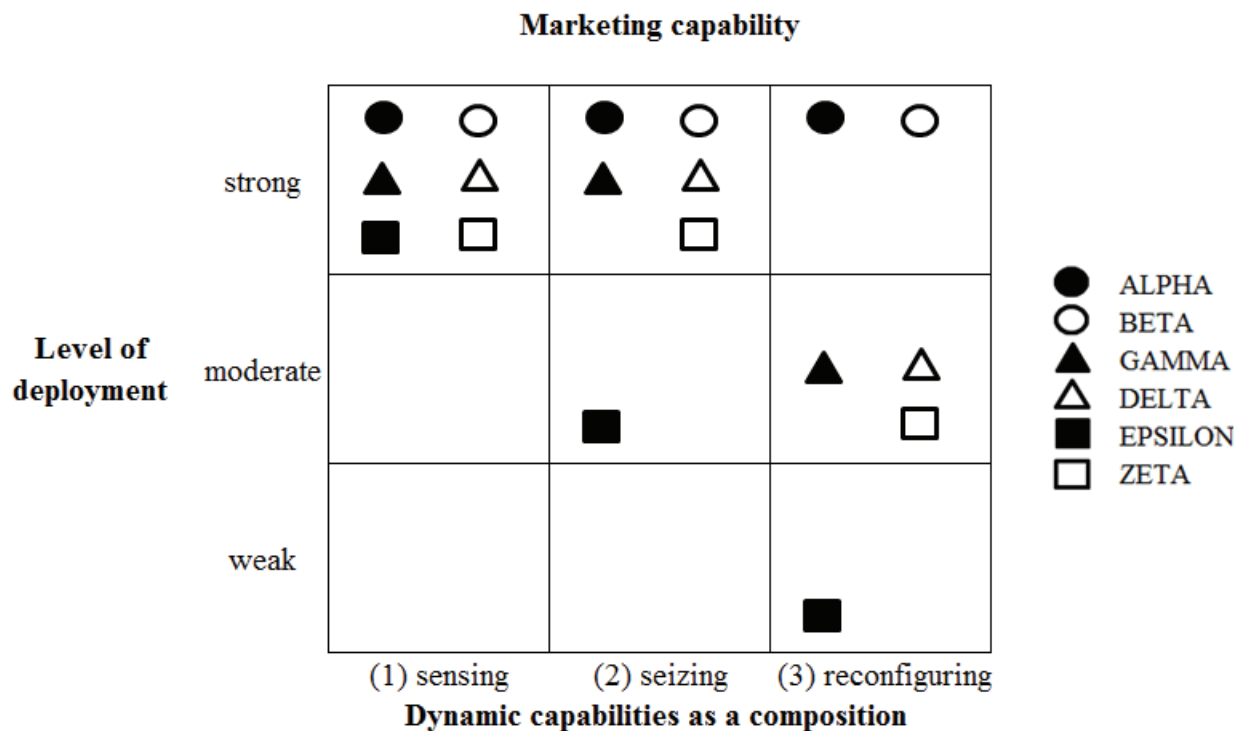 Marketing capability
strong
ALPHA
BETA
GAMMA
DELTA
EPSILON
ZETA
Level of
deployment
moderate
weak
(1) sensing
(2) seizing
(3) reconfiguring
Dynamic capabilities as a composition